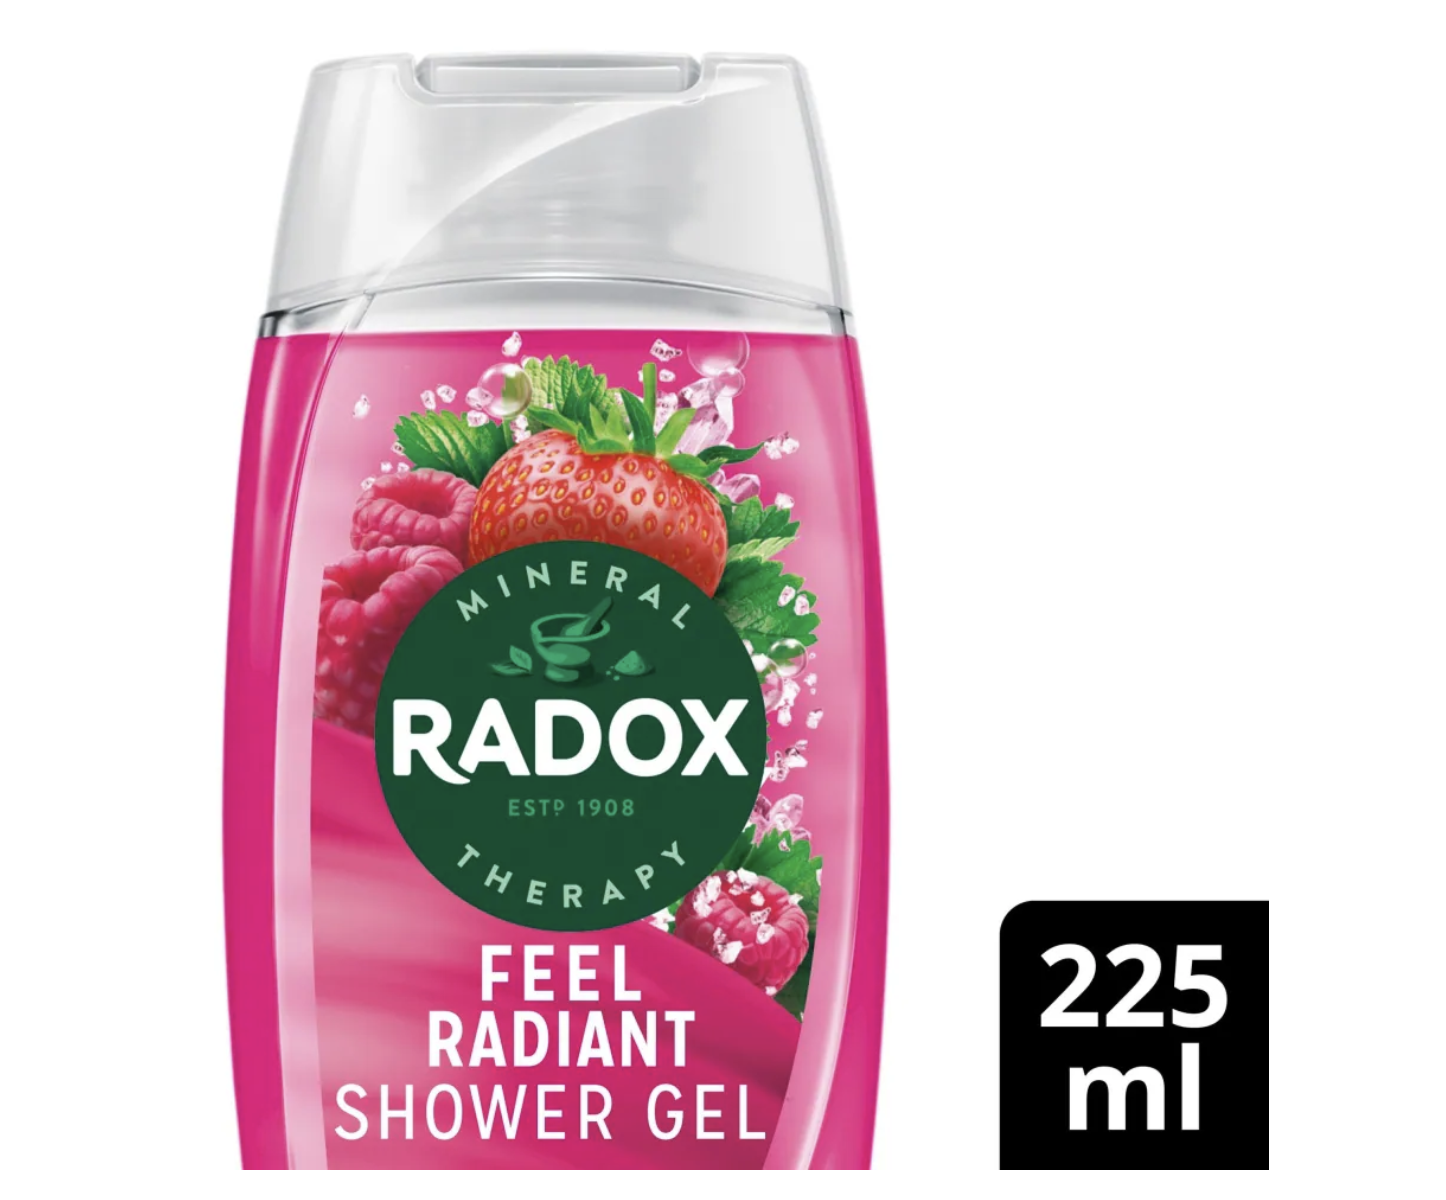 MINERAL
RADOX
ESTD 1908
THERAPY
FEEL
RADIANT
SHOWER GEL
225
ml